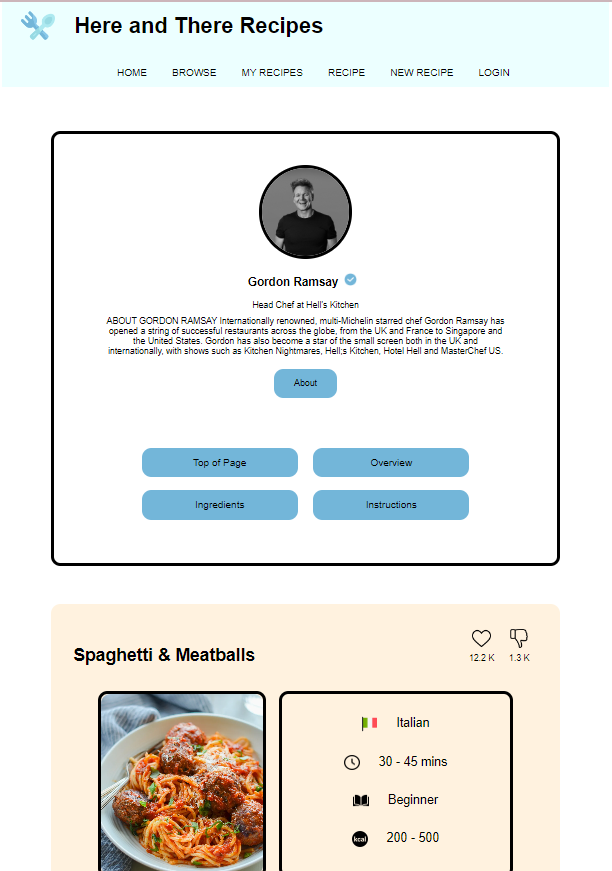 Here and There Recipes
HOME BROWSE MY RECIPES RECIPE NEW RECIPE LOGIN
Gordon Ramsay
Head Chef at Hell's Kitchen
ABOUT GORDON RAMSAY Internationally renowned, multi-Michelin starred chef Gordon Ramsay has
opened a string of successful restaurants across the globe, from the UK and France to Singapore and
the United States. Gordon has also become a star of the small screen both in the UK and
internationally, with shows such as Kitchen Nightmares, Hell;s Kitchen, Hotel Hell and MasterChef US.
About
Top of Page Overview
Ingredients Instructions
Spaghetti & Meatballs
12.2 K 1.3 K
Italian
30 - 45 mins
Beginner
kcal 200 - 500